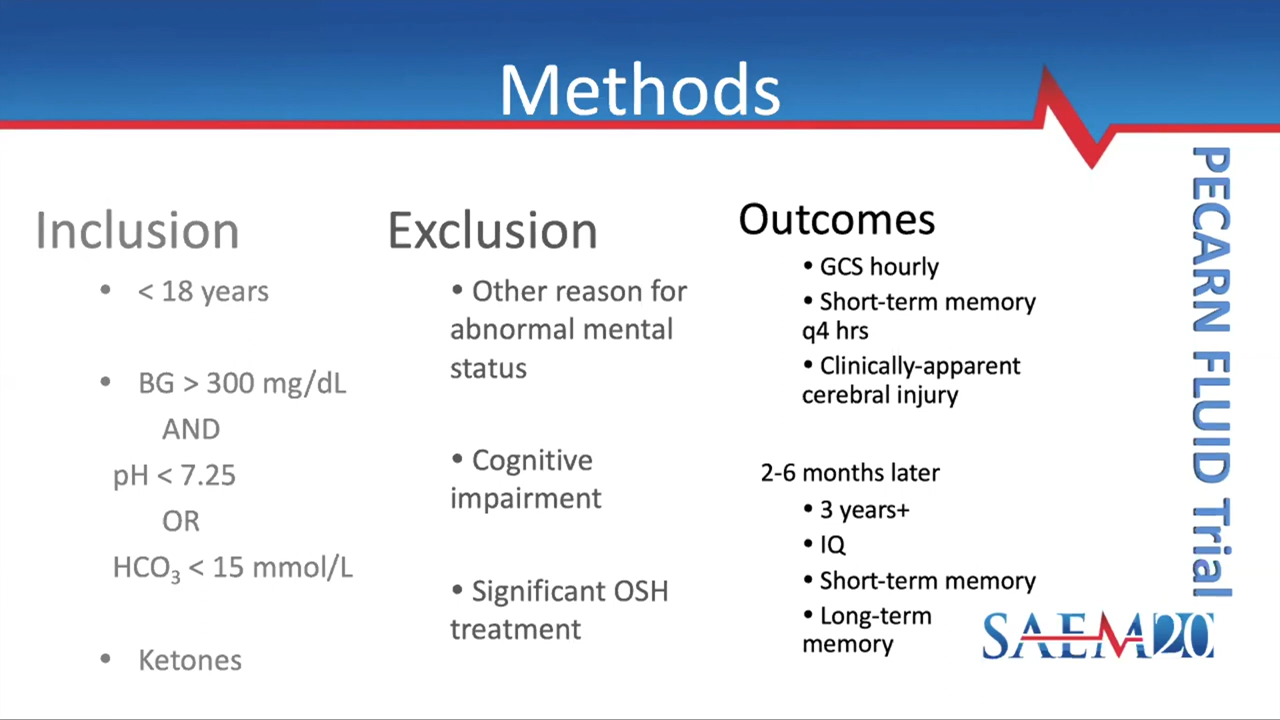 Methods
Inclusion
• < 18 years
• BG > 300 mg/dL
AND
pH < 7.25
OR
HCO₃ < 15 mmol/L
• Ketones
Exclusion
• Other reason for
abnormal mental
status
• Cognitive
impairment
• Significant OSH
treatment
Outcomes
• GCS hourly
• Short-term memory
q4 hrs
• Clinically-apparent
cerebral injury
2-6 months later
• 3 years+
• IQ
• Short-term memory
• Long-term
memory
PECARN FLUID Trial
SAEM20